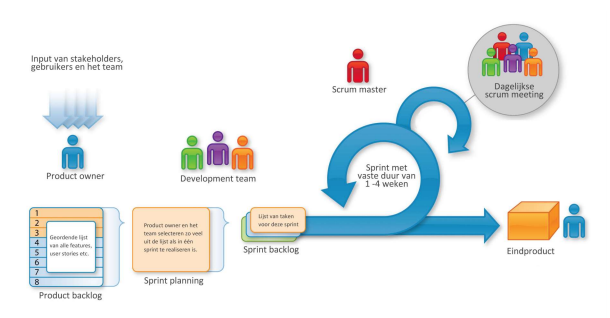 Input van stakeholders,
gebruikers en het team
Product owner
Development team
Scrum master
Dagelijkse
scrum meeting
Sprint met
vaste duur van
1 -4 weken
1
2
3
4
5
6
7
8
Geordende lijst
van alle features,
user stories etc.
Product backlog
Product owner en het
team selecteren zo veel
uit de lijst als in één
sprint te realiseren is.
Sprint planning
Lijst van taken
voor deze sprint
Sprint backlog
Eindproduct